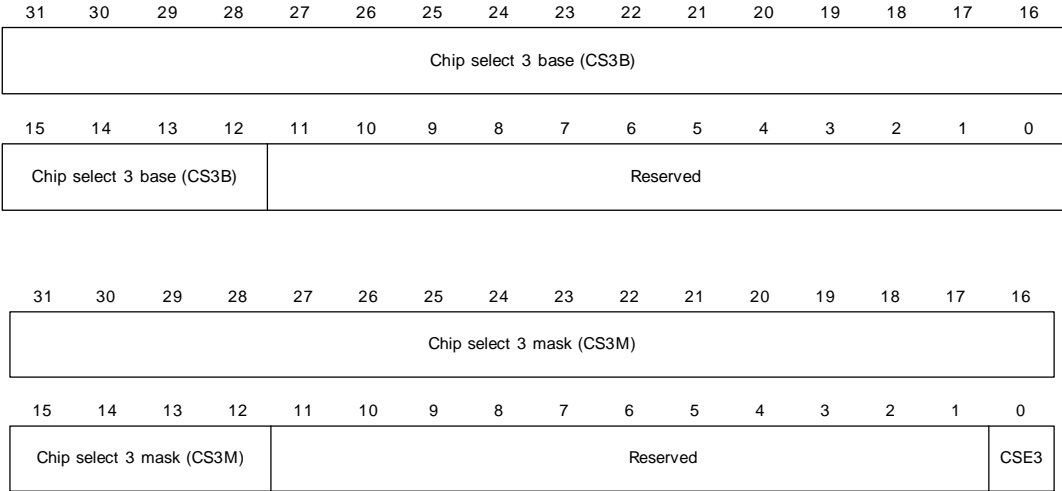 31 30 29 28 27 26 25 24 23 22 21 20 19 18 17 16
Chip select 3 base (CS3B)
15 14 13 12 11 10 9 8 7 6 5 4 3 2 1 0
Chip select 3 base (CS3B) Reserved
31 30 29 28 27 26 25 24 23 22 21 20 19 18 17 16
Chip select 3 mask (CS3M)
15 14 13 12 11 10 9 8 7 6 5 4 3 2 1 0
Chip select 3 mask (CS3M) Reserved CSE3